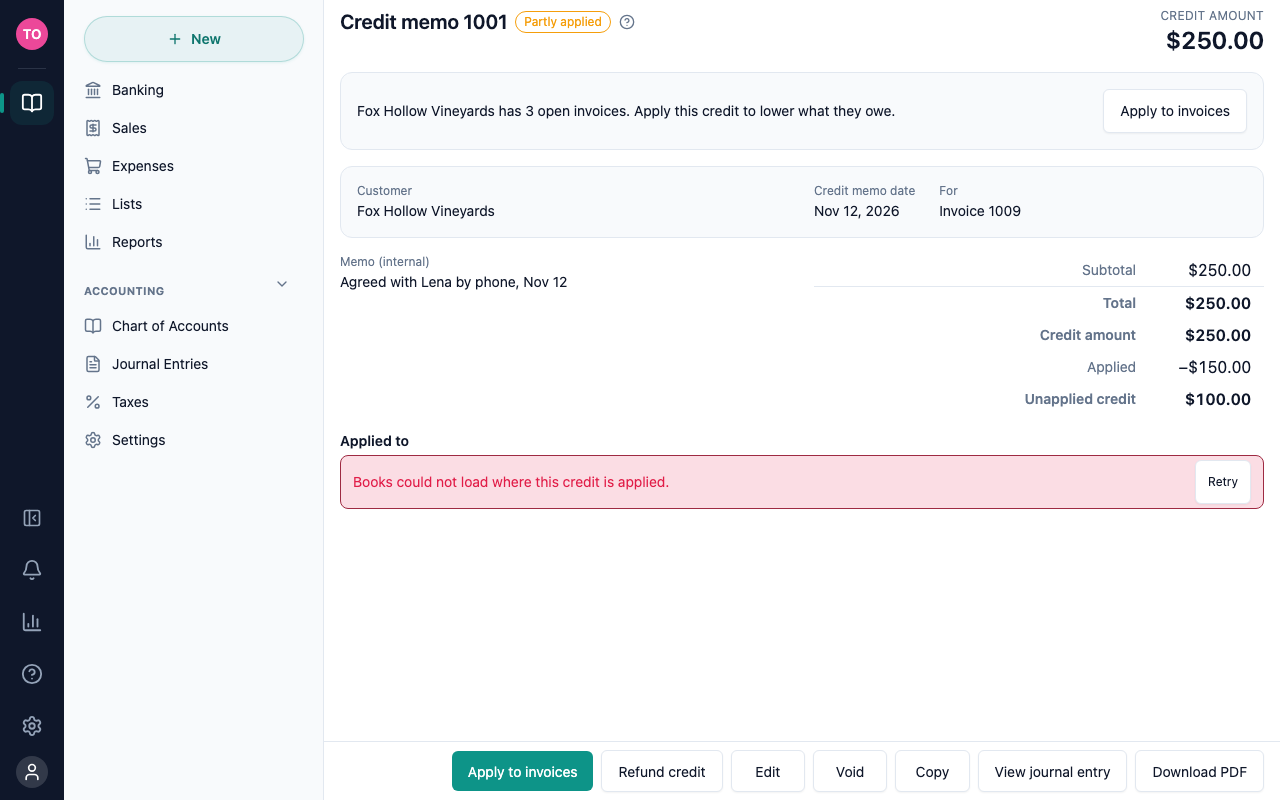 TO
New
Banking
Sales
Expenses
Lists
Reports
ACCOUNTING
Chart of Accounts
Journal Entries
Taxes
Settings
Credit memo 1001
Partly applied
CREDIT AMOUNT
$250.00
Fox Hollow Vineyards has 3 open invoices. Apply this credit to lower what they owe.
Apply to invoices
Customer
Fox Hollow Vineyards
Credit memo date
Nov 12, 2026
For
Invoice 1009
Memo (internal)
Agreed with Lena by phone, Nov 12
Subtotal $250.00
Total $250.00
Credit amount $250.00
Applied –$150.00
Unapplied credit $100.00
Applied to
Books could not load where this credit is applied.
Retry
Apply to invoices
Refund credit
Edit
Void
Copy
View journal entry
Download PDF